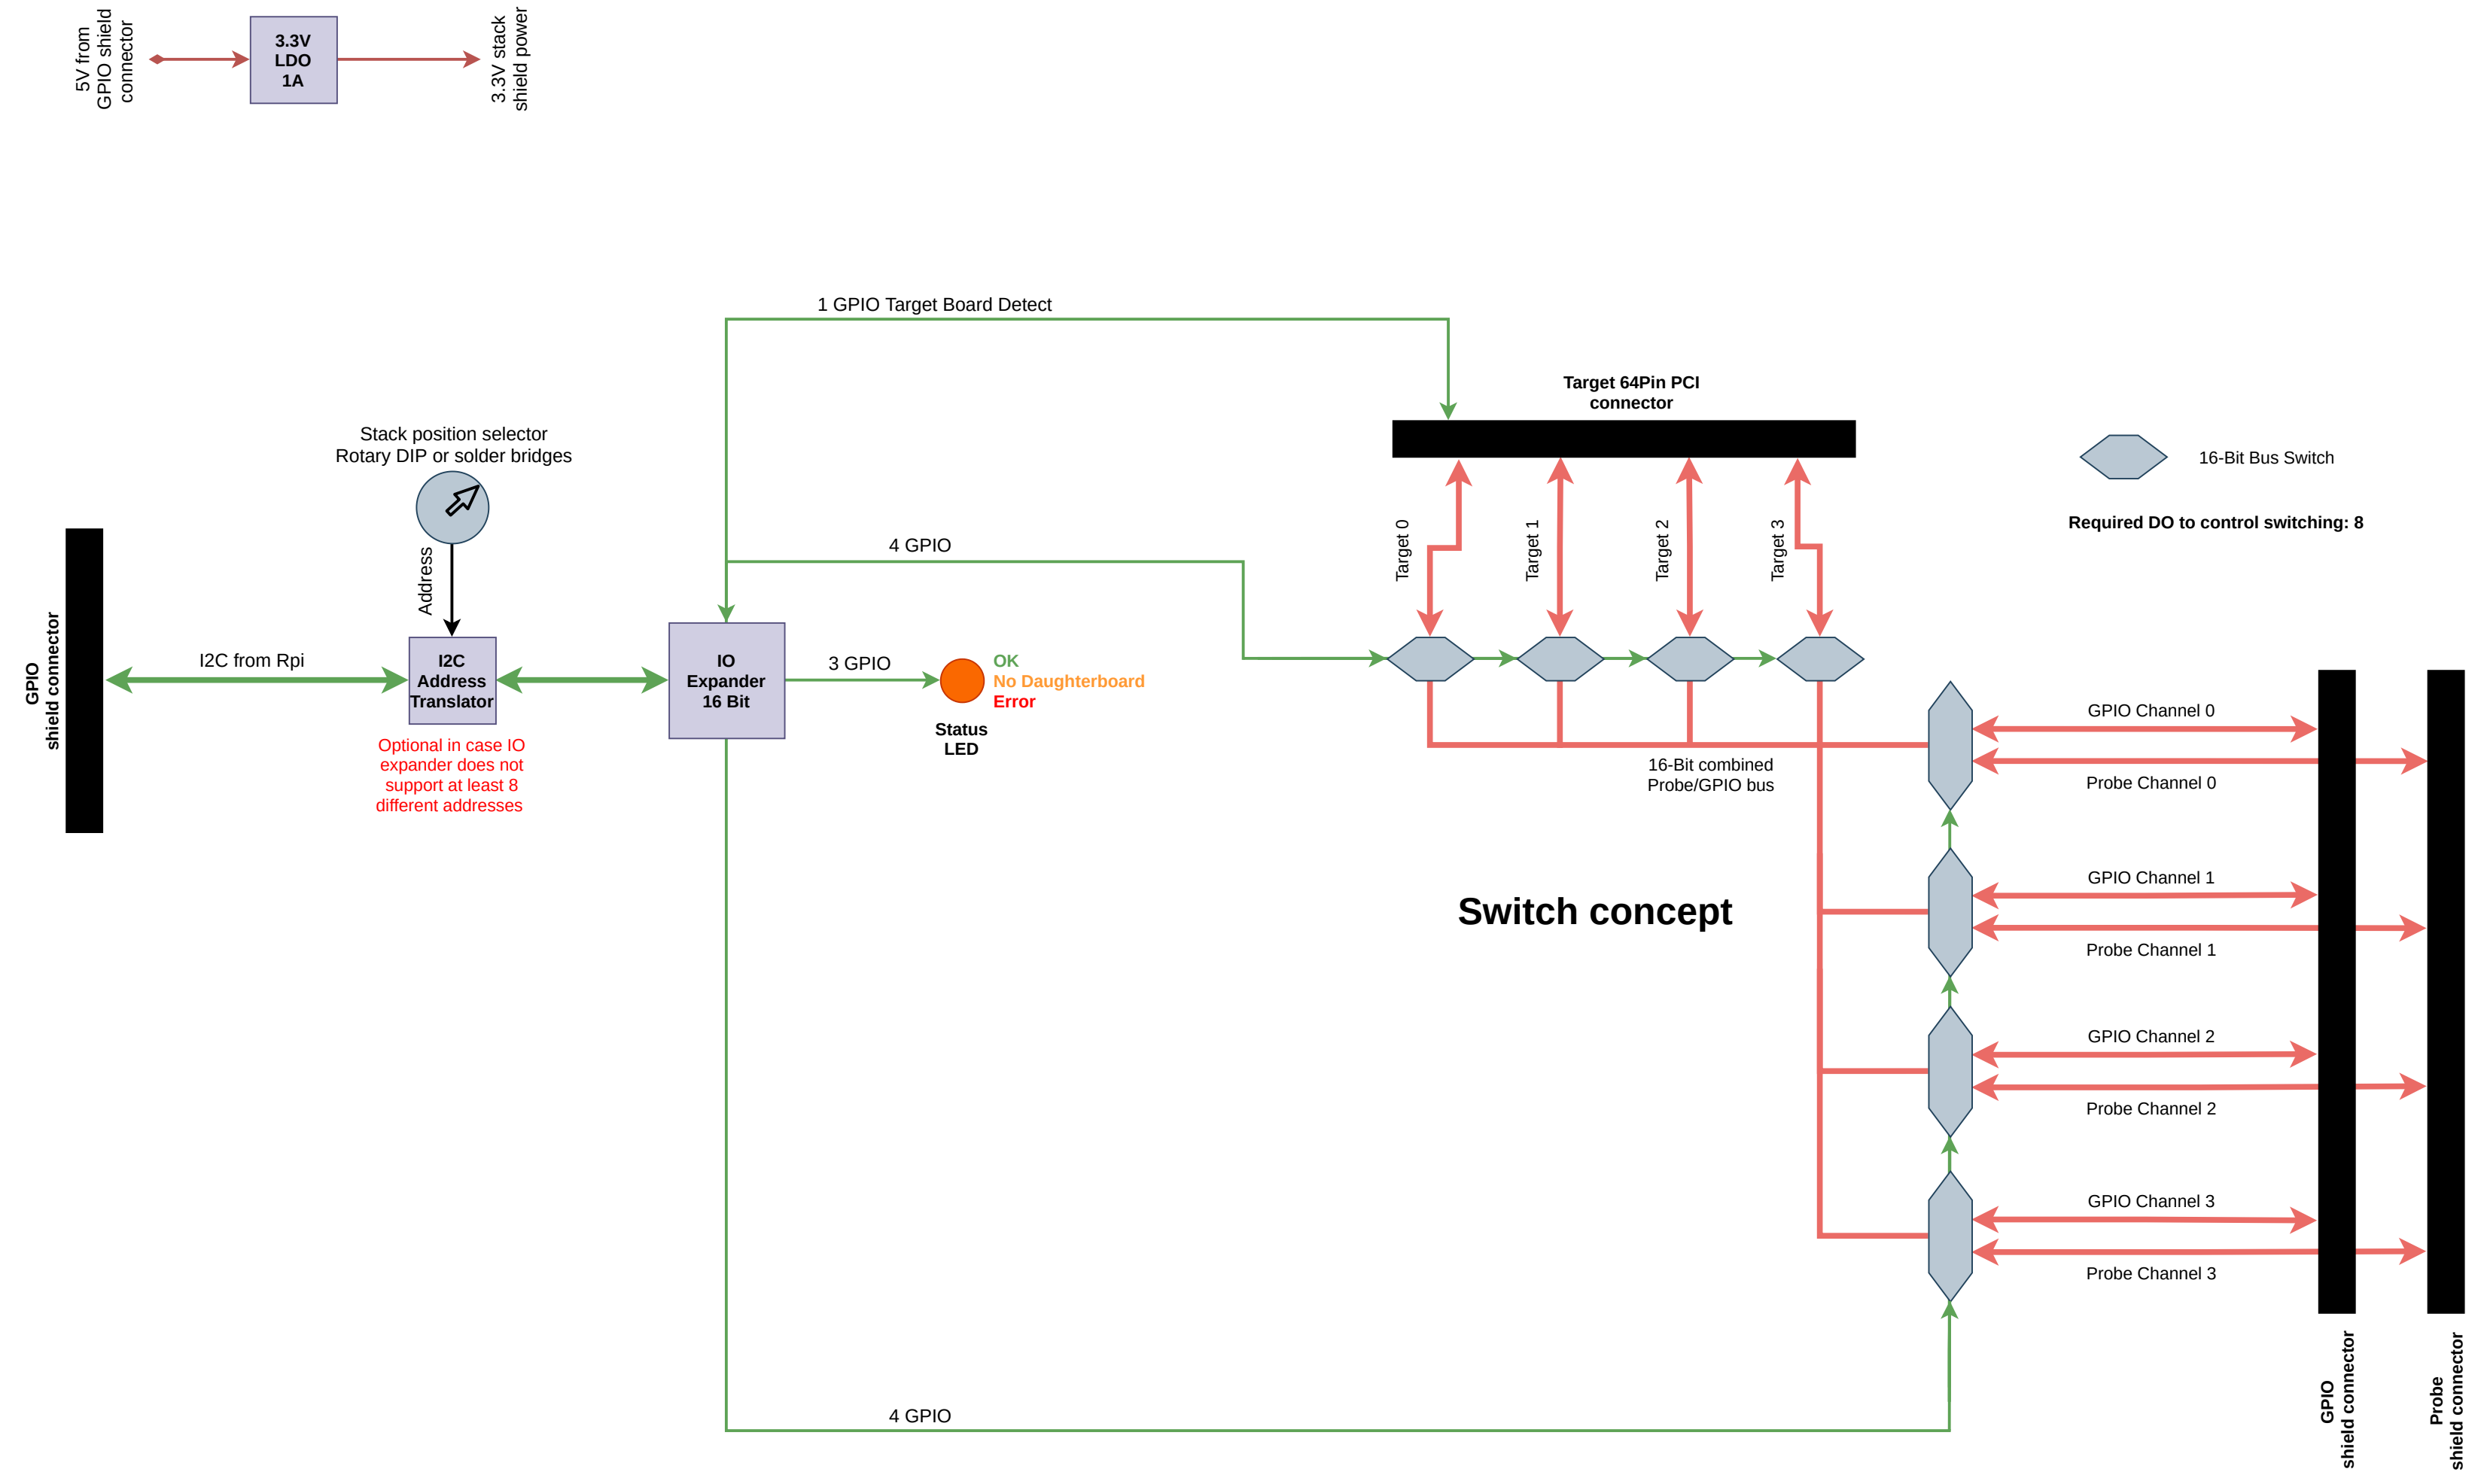 5V from
GPIO shield
connector
3.3V
LDO
1A
3.3V stack
shield power
1 GPIO Target Board Detect
Target 64Pin PCI
connector
Stack position selector
Rotary DIP or solder bridges
16-Bit Bus Switch
Required DO to control switching: 8
Address
4 GPIO
Target 0
Target 1
Target 2
Target 3
GPIO
shield connector
I2C from Rpi
I2C
Address
Translator
Optional in case IO
expander does not
support at least 8
different addresses
IO
Expander
16 Bit
3 GPIO
OK
No Daughterboard
Error
Status
LED
16-Bit combined
Probe/GPIO bus
GPIO Channel 0
Probe Channel 0
Switch concept
GPIO Channel 1
Probe Channel 1
GPIO Channel 2
Probe Channel 2
GPIO Channel 3
Probe Channel 3
4 GPIO
GPIO
shield connector
Probe
shield connector